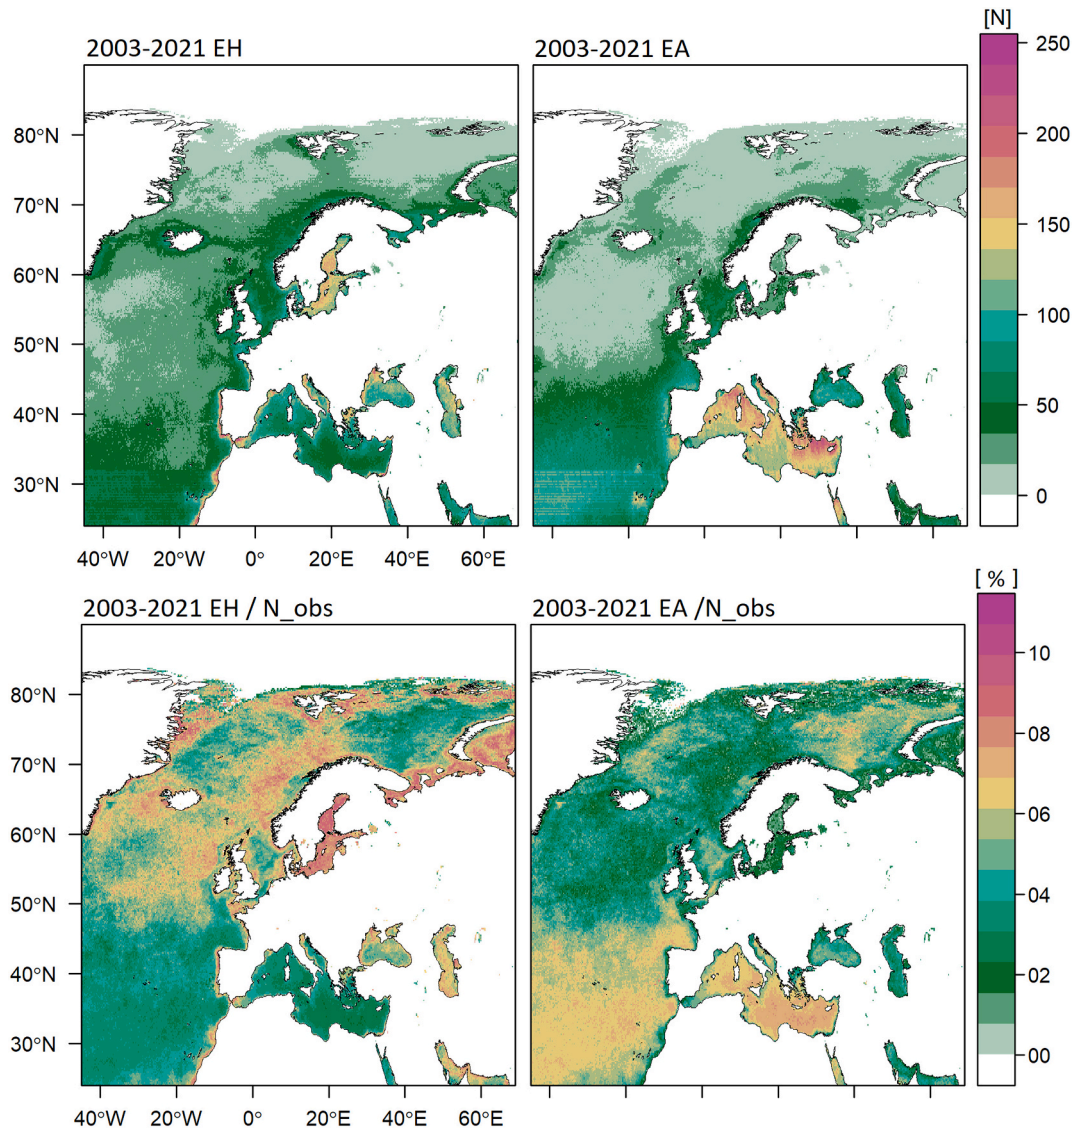 2003-2021 EH
2003-2021 EA
[N]
80°N
70°N
60°N
50°N
40°N
30°N
40°W 20°W 0° 20°E 40°E 60°E
250
200
150
100
50
0
2003-2021 EH / N_obs
2003-2021 EA /N_obs
[ % ]
80°N
70°N
60°N
50°N
40°N
30°N
40°W 20°W 0° 20°E 40°E 60°E
10
08
06
04
02
00